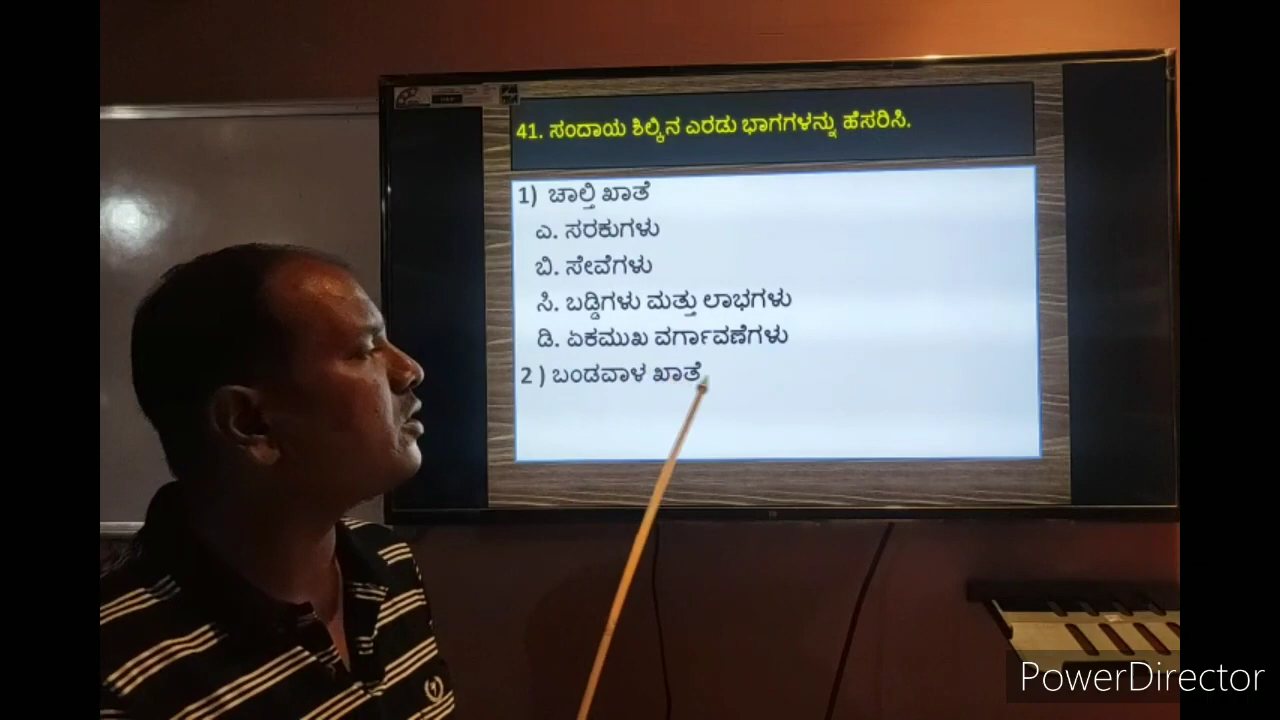 41. ಸಂದಾಯ ಶಿಲ್ಕಿನ ಎರಡು ಭಾಗಗಳನ್ನು ಹೆಸರಿಸಿ.
1) ಚಾಲ್ತಿ ಖಾತೆ
ಎ. ಸರಕುಗಳು
ಬಿ. ಸೇವೆಗಳು
ಸಿ. ಬಡ್ಡಿಗಳು ಮತ್ತು ಲಾಭಗಳು
ಡಿ. ಏಕಮುಖ ವರ್ಗಾವಣೆಗಳು
2 ) ಬಂಡವಾಳ ಖಾತೆ
PowerDirector